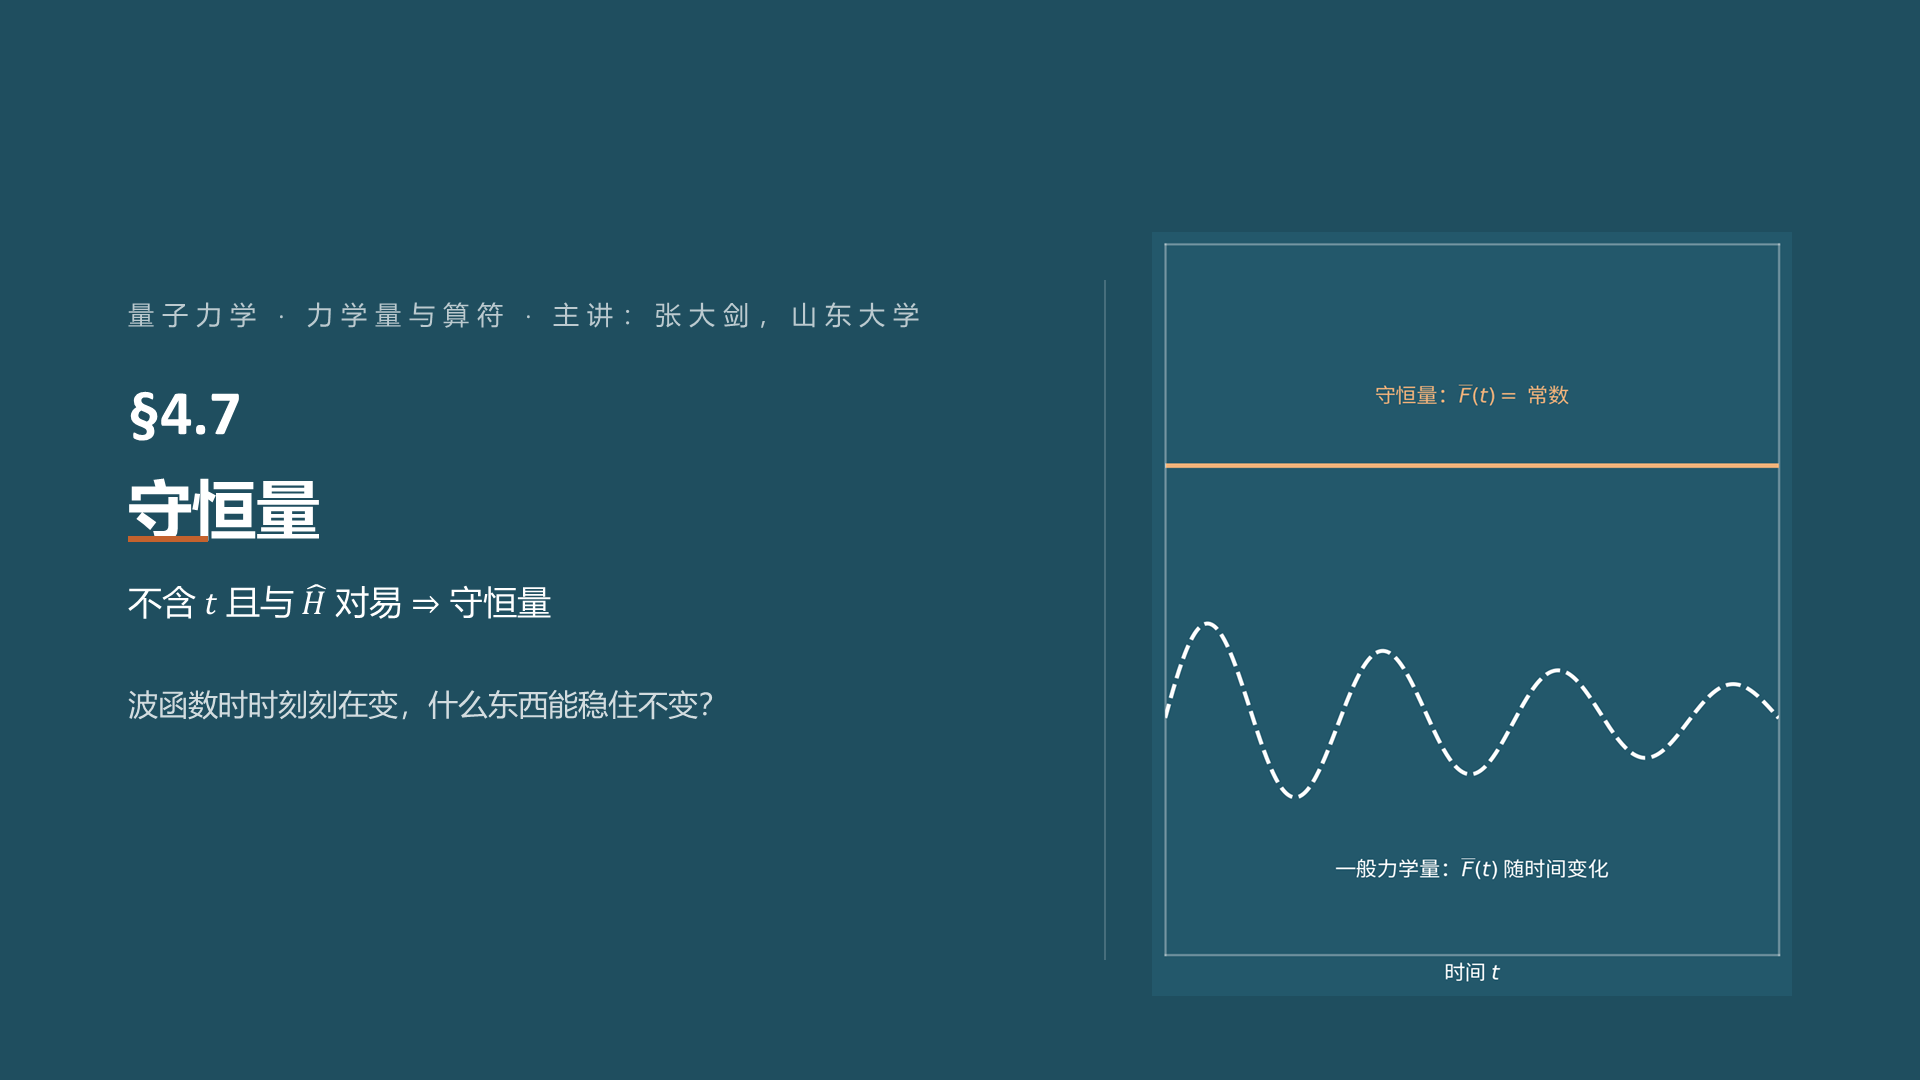 量子力学 · 力学量与算符 · 主讲：张大剑，山东大学
§4.7
守恒量
不含 t 且与 Ĥ 对易 ⇒ 守恒量
波函数时时刻刻在变，什么东西能稳住不变？
守恒量：F̅(t) = 常数
一般力学量：F̅(t) 随时间变化
时间 t